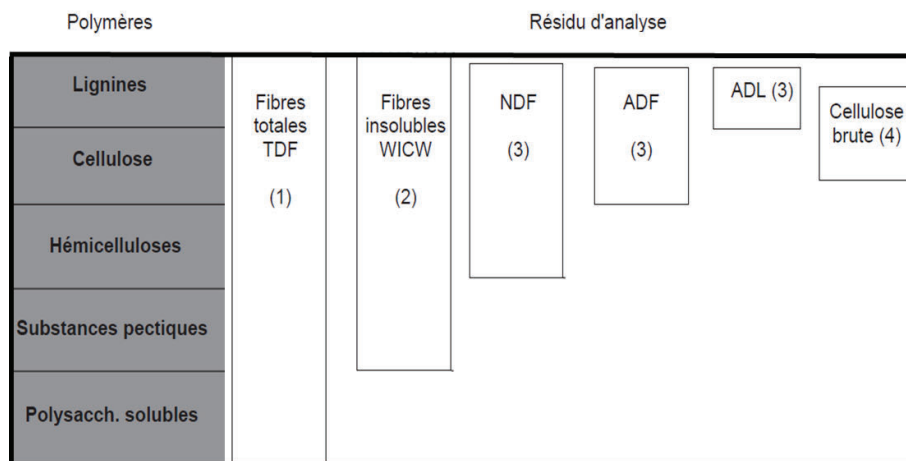 Polymères
Résidu d'analyse
Lignines
Cellulose
Hémicelluloses
Substances pectiques
Polysacch. solubles
Fibres
totales
TDF
(1)
Fibres
insolubles
WICW
(2)
NDF
(3)
ADF
(3)
ADL (3)
Cellulose
brute (4)